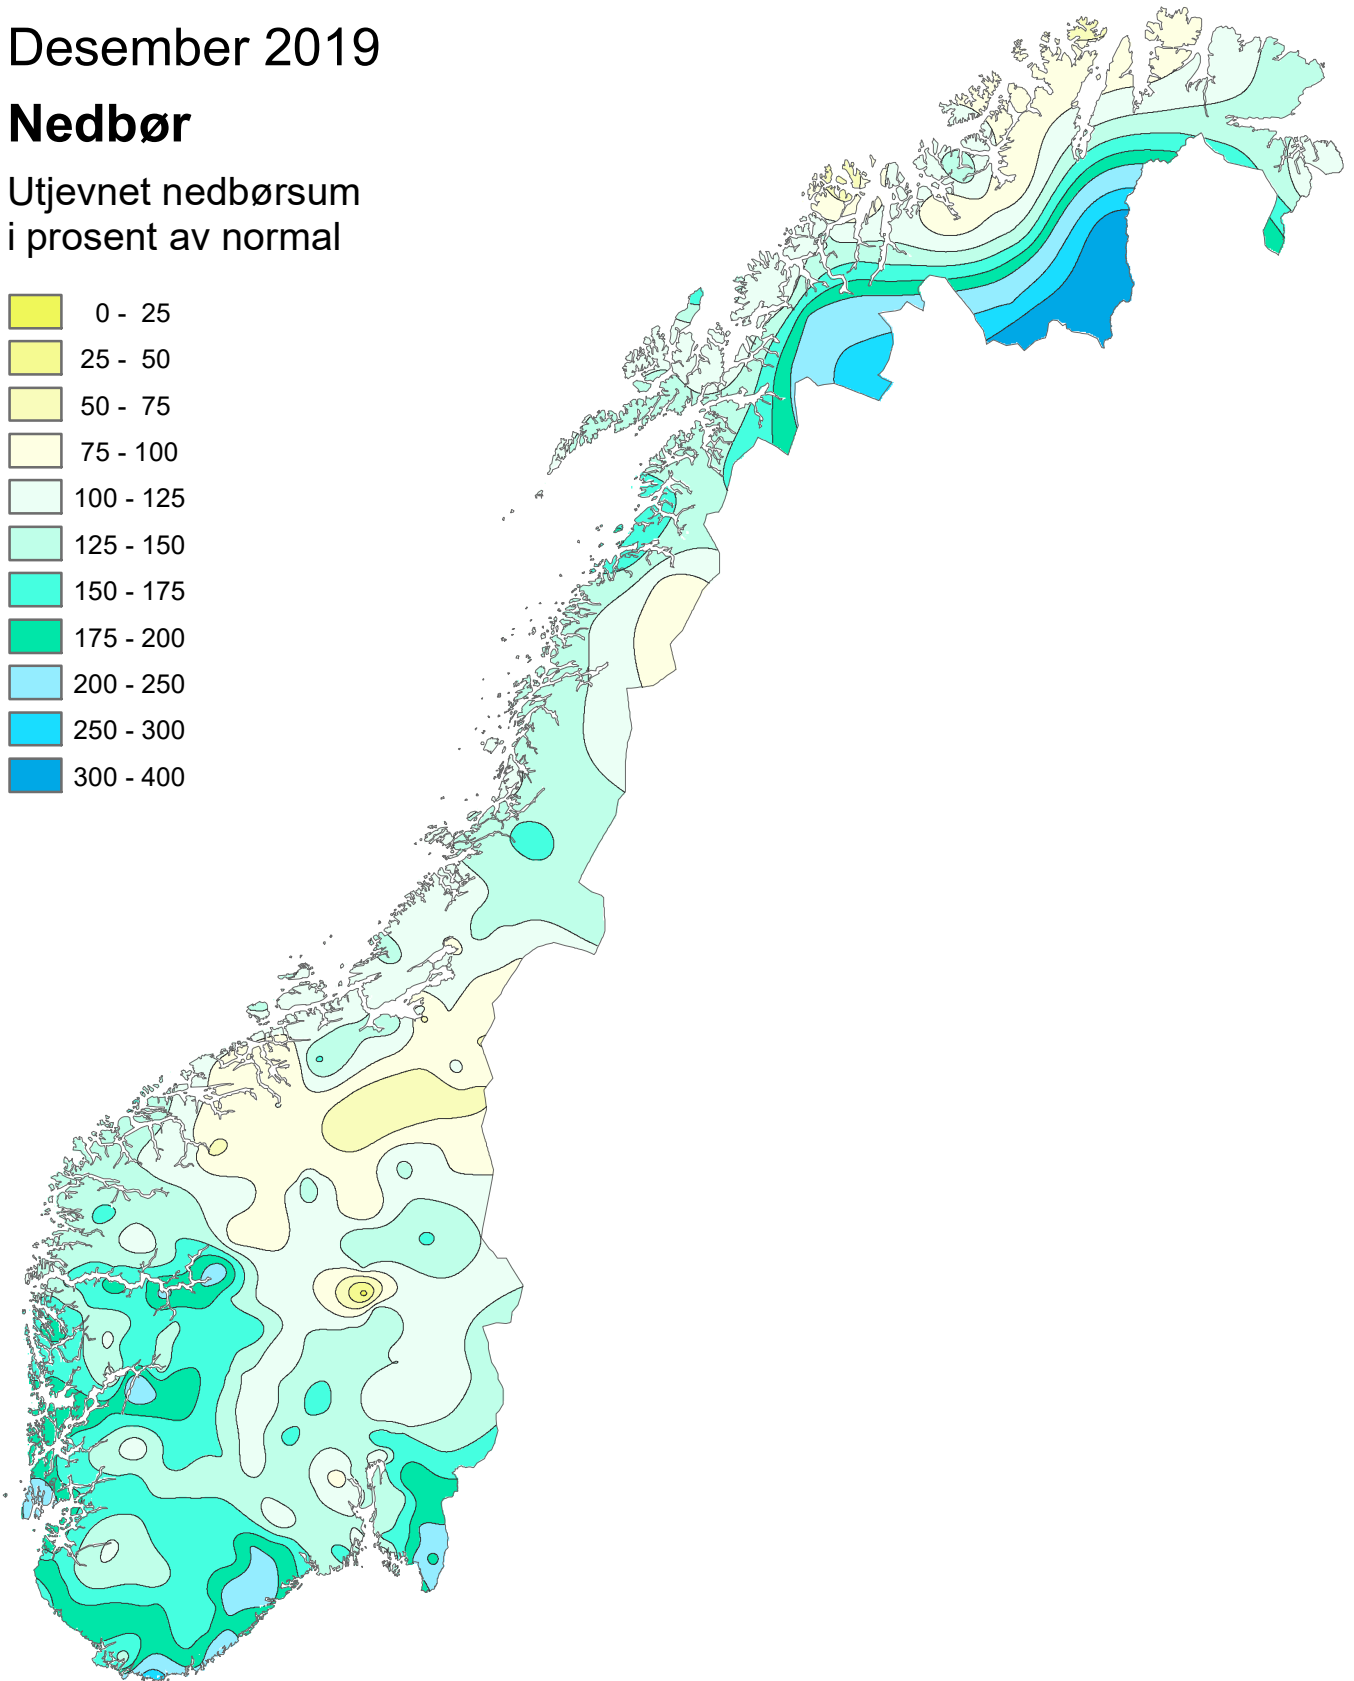 Desember 2019
Nedbør
Utjevnet nedbørsum
i prosent av normal
0 - 25
25 - 50
50 - 75
75 - 100
100 - 125
125 - 150
150 - 175
175 - 200
200 - 250
250 - 300
300 - 400